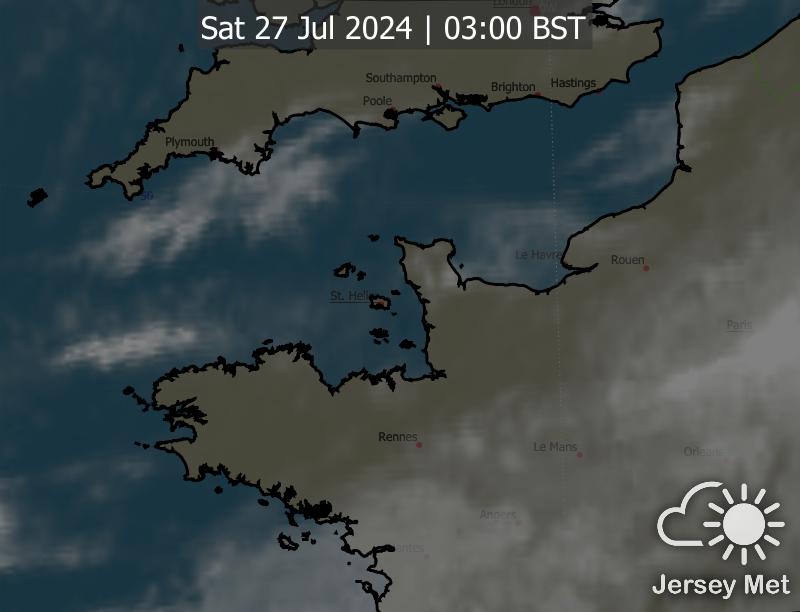 London
Sat 27 Jul 2024 | 03:00 BST
Southampton
Brighton
Hastings
Poole
Plymouth
50
Le Havre
Rouen
St. Helier
Paris
Rennes
Le Mans
Orleans
Angers
Nantes
Jersey Met